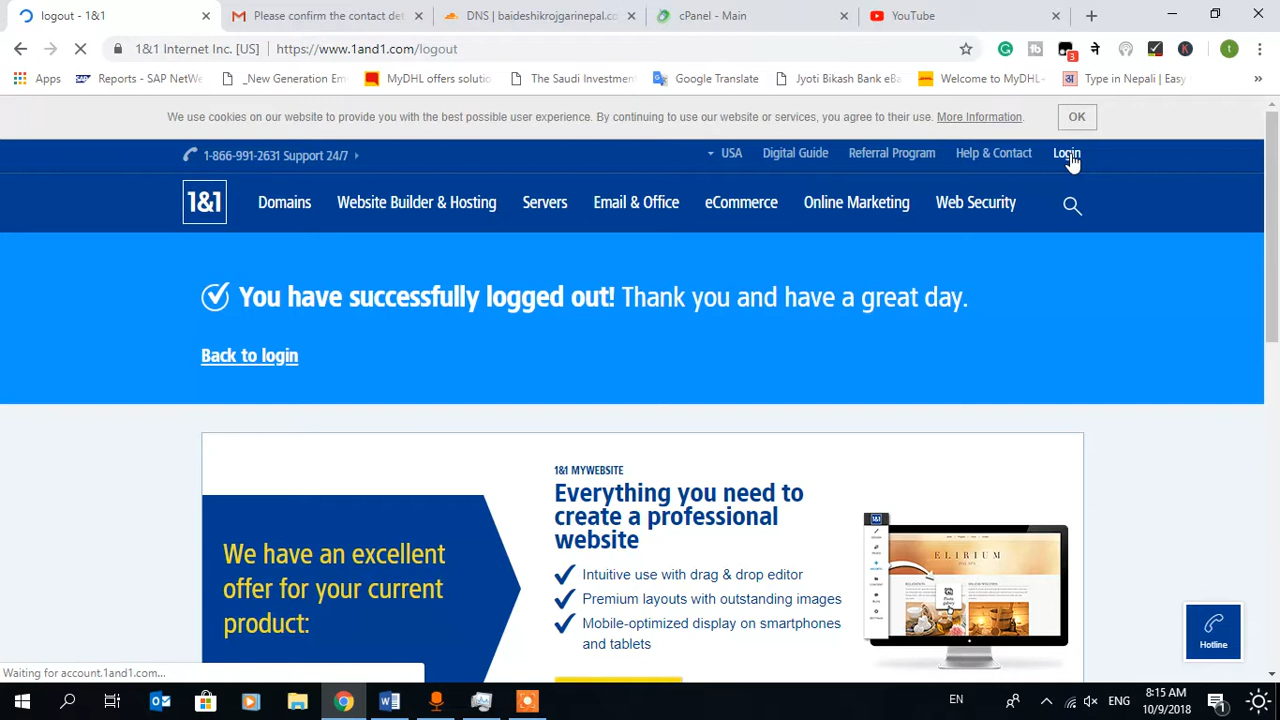 logout - 1&1
Please confirm the contact det
DNS | baideshikrojgarinepal.co
cPanel - Main
YouTube
1&1 Internet Inc. [US]
https://www.1and1.com/logout
3
ने
K
t
Apps
Reports - SAP NetWe
_New Generation Em
MyDHL offers solutio
The Saudi Investment
Google Translate
Jyoti Bikash Bank eBa
Welcome to MyDHL-
अ
Type in Nepali | Easy
»
We use cookies on our website to provide you with the best possible user experience. By continuing to use our website or services, you agree to their use. More Information.
OK
1-866-991-2631 Support 24/7
USA
Digital Guide
Referral Program
Help & Contact
Login
1&1
Domains
Website Builder & Hosting
Servers
Email & Office
eCommerce
Online Marketing
Web Security
You have successfully logged out! Thank you and have a great day.
Back to login
We have an excellent
offer for your current
product:
1&1 MYWEBSITE
Everything you need to
create a professional
website
Intuitive use with drag & drop editor
Premium layouts with outstanding images
Mobile-optimized display on smartphones
and tablets
1&1
ELIRIUM
Hotline
Waiting for account.1and1.com...
EN
ENG
8:15 AM
10/9/2018
1